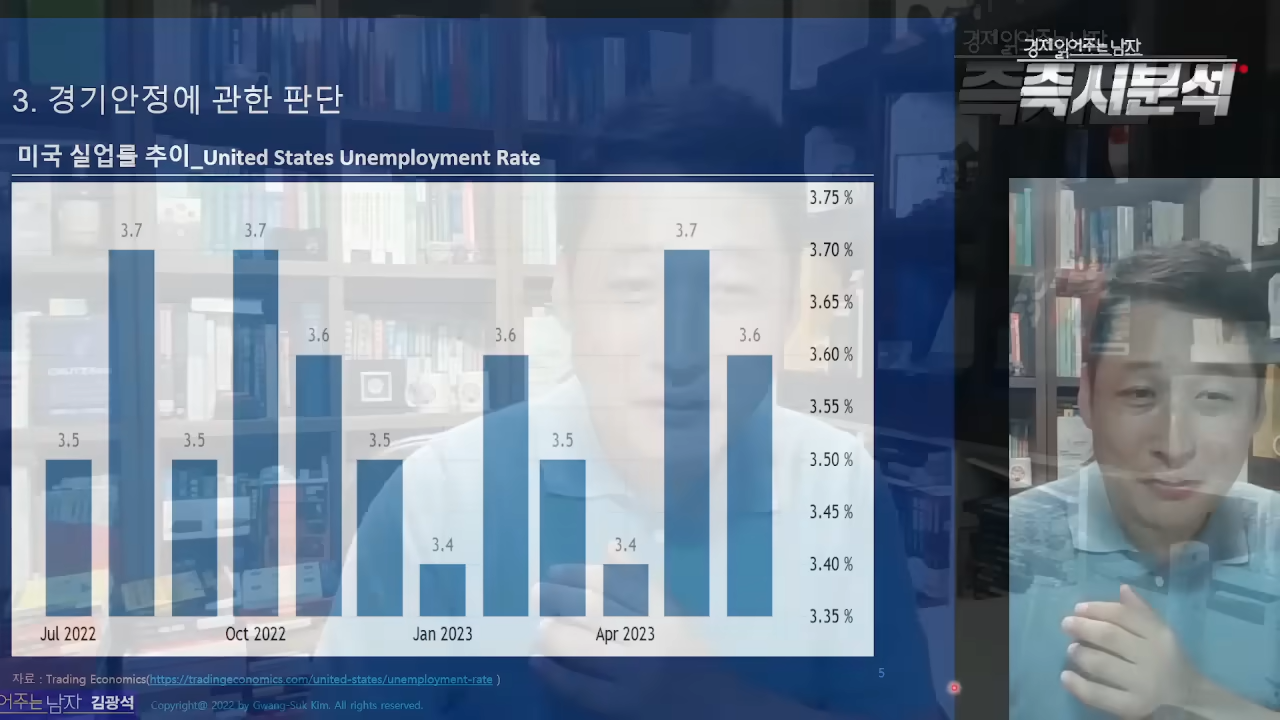 경제 읽어주는 남자
즉시분석
3. 경기안정에 관한 판단
미국 실업률 추이_United States Unemployment Rate
3.75 %
3.70 %
3.65 %
3.60 %
3.55 %
3.50 %
3.45 %
3.40 %
3.35 %
3.5
3.7
3.5
3.7
3.6
3.5
3.4
3.6
3.5
3.4
3.7
3.6
Jul 2022
Oct 2022
Jan 2023
Apr 2023
자료 : Trading Economics(https://tradingeconomics.com/united-states/unemployment-rate )
5
어주는 남자 김광석
Copyright@ 2022 by Gwang-Suk Kim. All rights reserved.